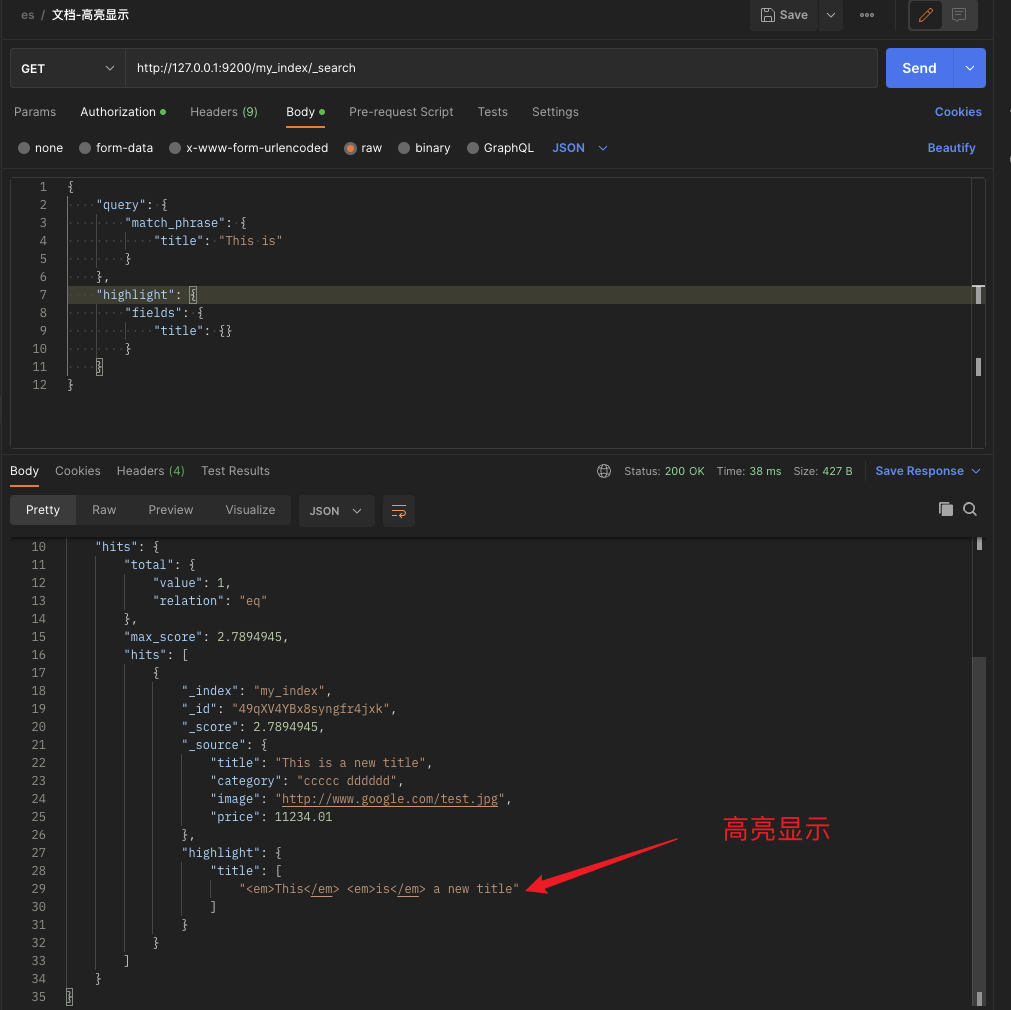 es / 文档-高亮显示
Save
GET http://127.0.0.1:9200/my_index/_search Send
Params Authorization Headers (9) Body Pre-request Script Tests Settings Cookies
none form-data x-www-form-urlencoded raw binary GraphQL JSON Beautify
1 {
2 "query": {
3 "match_phrase": {
4 "title": "This is"
5 }
6 },
7 "highlight": {
8 "fields": {
9 "title": {}
10 }
11 }
12 }
Body Cookies Headers (4) Test Results Status: 200 OK Time: 38 ms Size: 427 B Save Response
Pretty Raw Preview Visualize JSON
10 "hits": {
11 "total": {
12 "value": 1,
13 "relation": "eq"
14 },
15 "max_score": 2.7894945,
16 "hits": [
17 {
18 "_index": "my_index",
19 "_id": "49qXV4YBx8syngfr4jxk",
20 "_score": 2.7894945,
21 "_source": {
22 "title": "This is a new title",
23 "category": "ccccc dddddd",
24 "image": "http://www.google.com/test.jpg",
25 "price": 11234.01
26 },
高亮显示
27 "highlight": {
28 "title": [
29 "<em>This</em> <em>is</em> a new title"
30 ]
31 }
32 }
33 ]
34 }
35 }